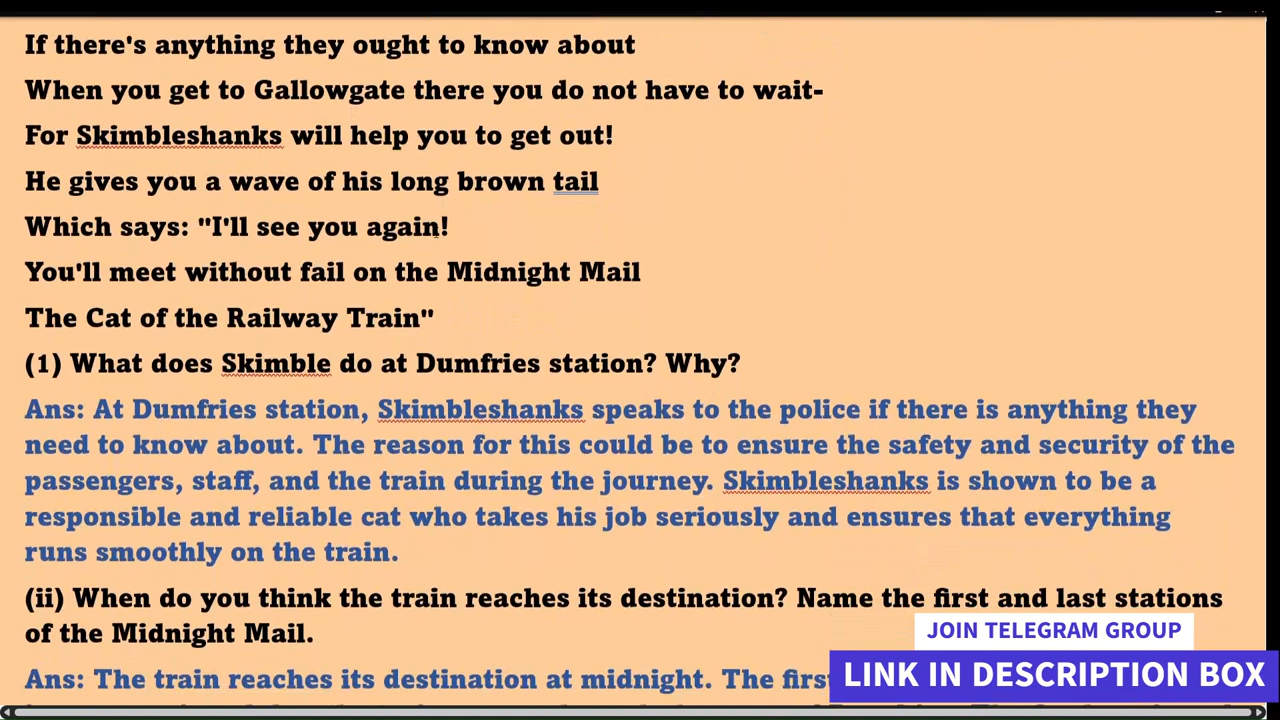 If there's anything they ought to know about
When you get to Gallowgate there you do not have to wait-
For Skimbleshanks will help you to get out!
He gives you a wave of his long brown tail
Which says: "I'll see you again!
You'll meet without fail on the Midnight Mail
The Cat of the Railway Train"
(1) What does Skimble do at Dumfries station? Why?
Ans: At Dumfries station, Skimbleshanks speaks to the police if there is anything they
need to know about. The reason for this could be to ensure the safety and security of the
passengers, staff, and the train during the journey. Skimbleshanks is shown to be a
responsible and reliable cat who takes his job seriously and ensures that everything
runs smoothly on the train.
(ii) When do you think the train reaches its destination? Name the first and last stations
of the Midnight Mail.
JOIN TELEGRAM GROUP
Ans: The train reaches its destination at midnight. The first
LINK IN DESCRIPTION BOX